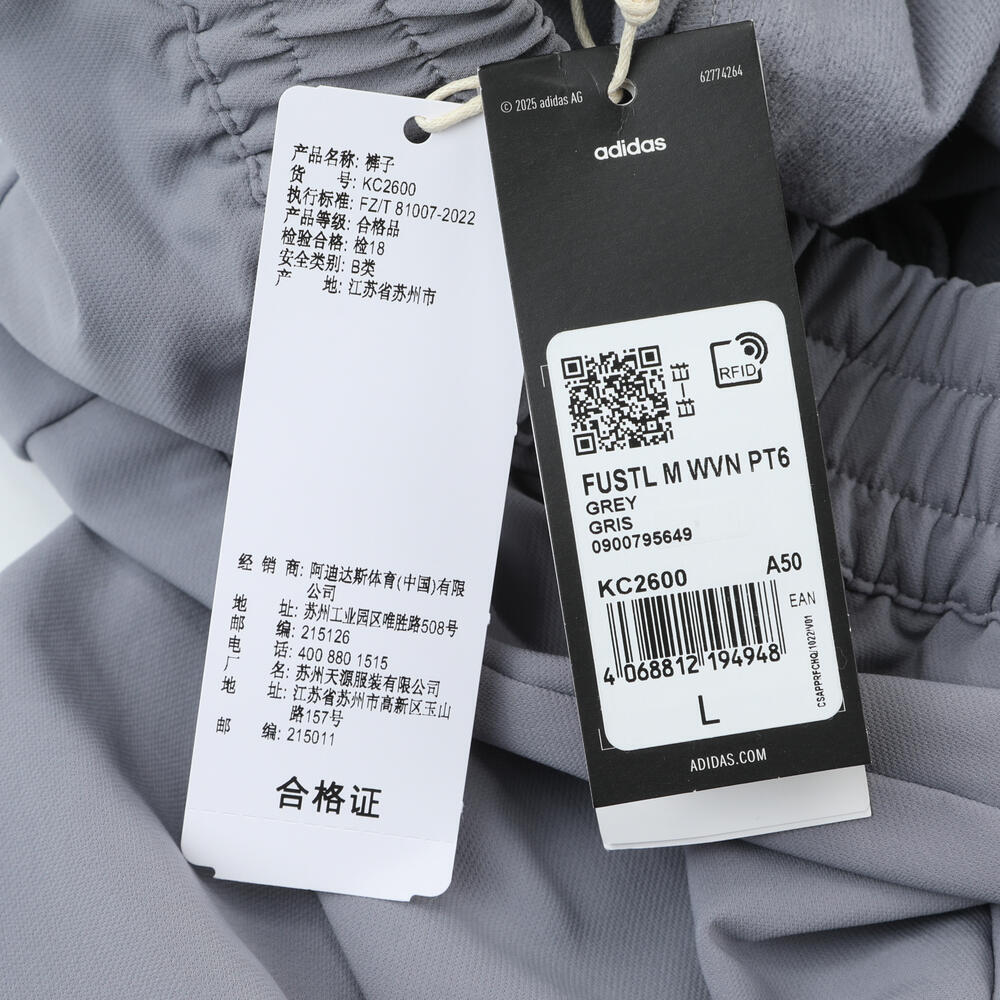 产品名称: 裤子
货 号: KC2600
执行标准: FZ/T 81007-2022
产品等级: 合格品
检验合格: 检18
安全类别: B类
产 地: 江苏省苏州市
经 销 商: 阿迪达斯体育(中国)有限
公司
地 址: 苏州工业园区唯胜路508号
邮 编: 215126
电 话: 400 880 1515
厂 名: 苏州天源服装有限公司
地 址: 江苏省苏州市高新区玉山
路157号
邮 编: 215011
合格证
© 2025 adidas AG
62774264
adidas
RFID
FUSTL M WVN PT6
GREY
GRIS
0900795649
KC2600 A50
EAN
4 068812 194948
CSAPPRFCHQ/1022/V01
L
ADIDAS.COM